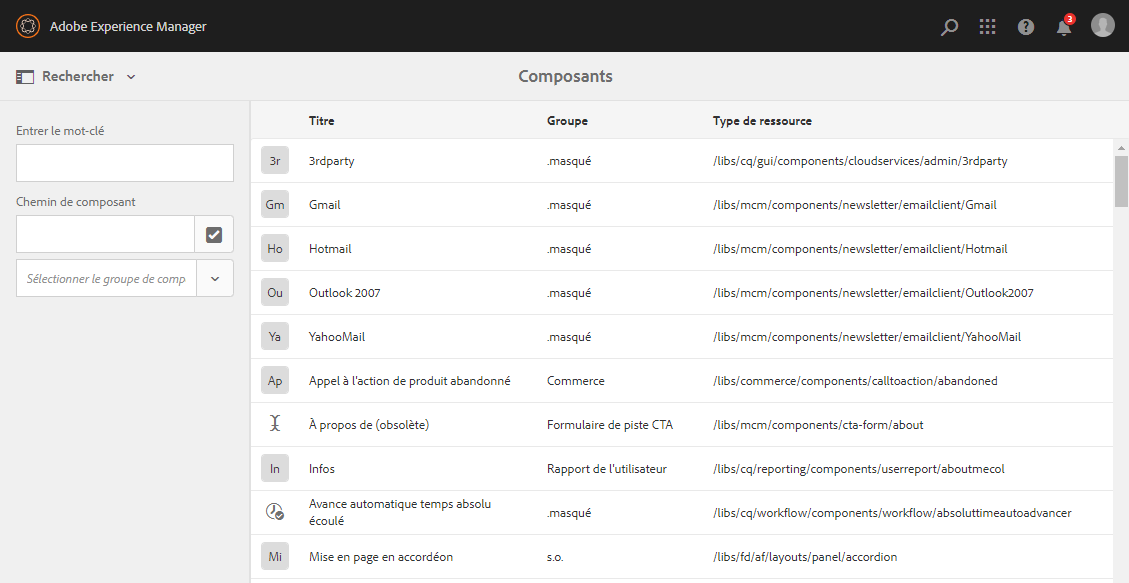 Adobe Experience Manager
3
Rechercher
Composants
Entrer le mot-clé
Chemin de composant
Sélectionner le groupe de comp
Titre Groupe Type de ressource
3r 3rdparty .masqué /libs/cq/gui/components/cloudservices/admin/3rdparty
Gm Gmail .masqué /libs/mcm/components/newsletter/emailclient/Gmail
Ho Hotmail .masqué /libs/mcm/components/newsletter/emailclient/Hotmail
Ou Outlook 2007 .masqué /libs/mcm/components/newsletter/emailclient/Outlook2007
Ya YahooMail .masqué /libs/mcm/components/newsletter/emailclient/YahooMail
Ap Appel à l'action de produit abandonné Commerce /libs/commerce/components/calltoaction/abandoned
À propos de (obsolète) Formulaire de piste CTA /libs/mcm/components/cta-form/about
In Infos Rapport de l'utilisateur /libs/cq/reporting/components/userreport/aboutmecol
Avance automatique temps absolu
écoulé .masqué /libs/cq/workflow/components/workflow/absoluttimeautoadvancer
Mi Mise en page en accordéon s.o. /libs/fd/af/layouts/panel/accordion